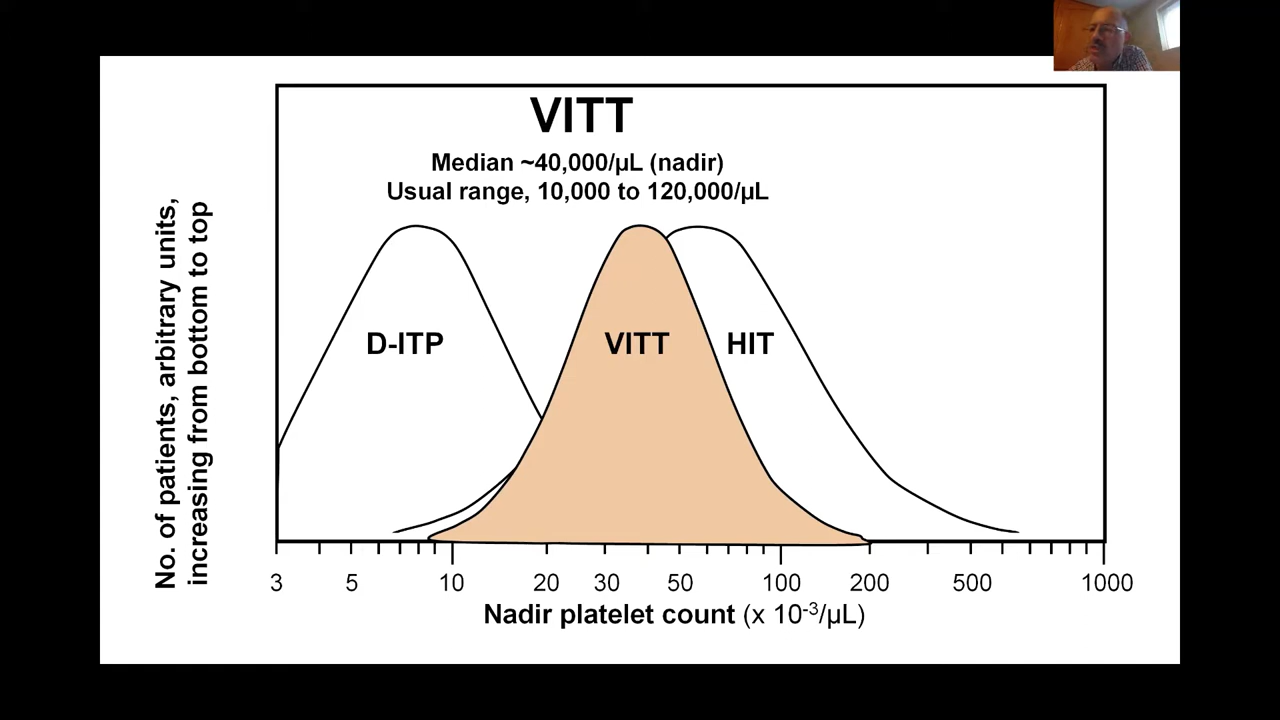 VITT
Median ~40,000/µL (nadir)
Usual range, 10,000 to 120,000/µL
No. of patients, arbitrary units,
increasing from bottom to top
D-ITP
VITT
HIT
3 5 10 20 30 50 100 200 500 1000
Nadir platelet count (x 10⁻³/µL)